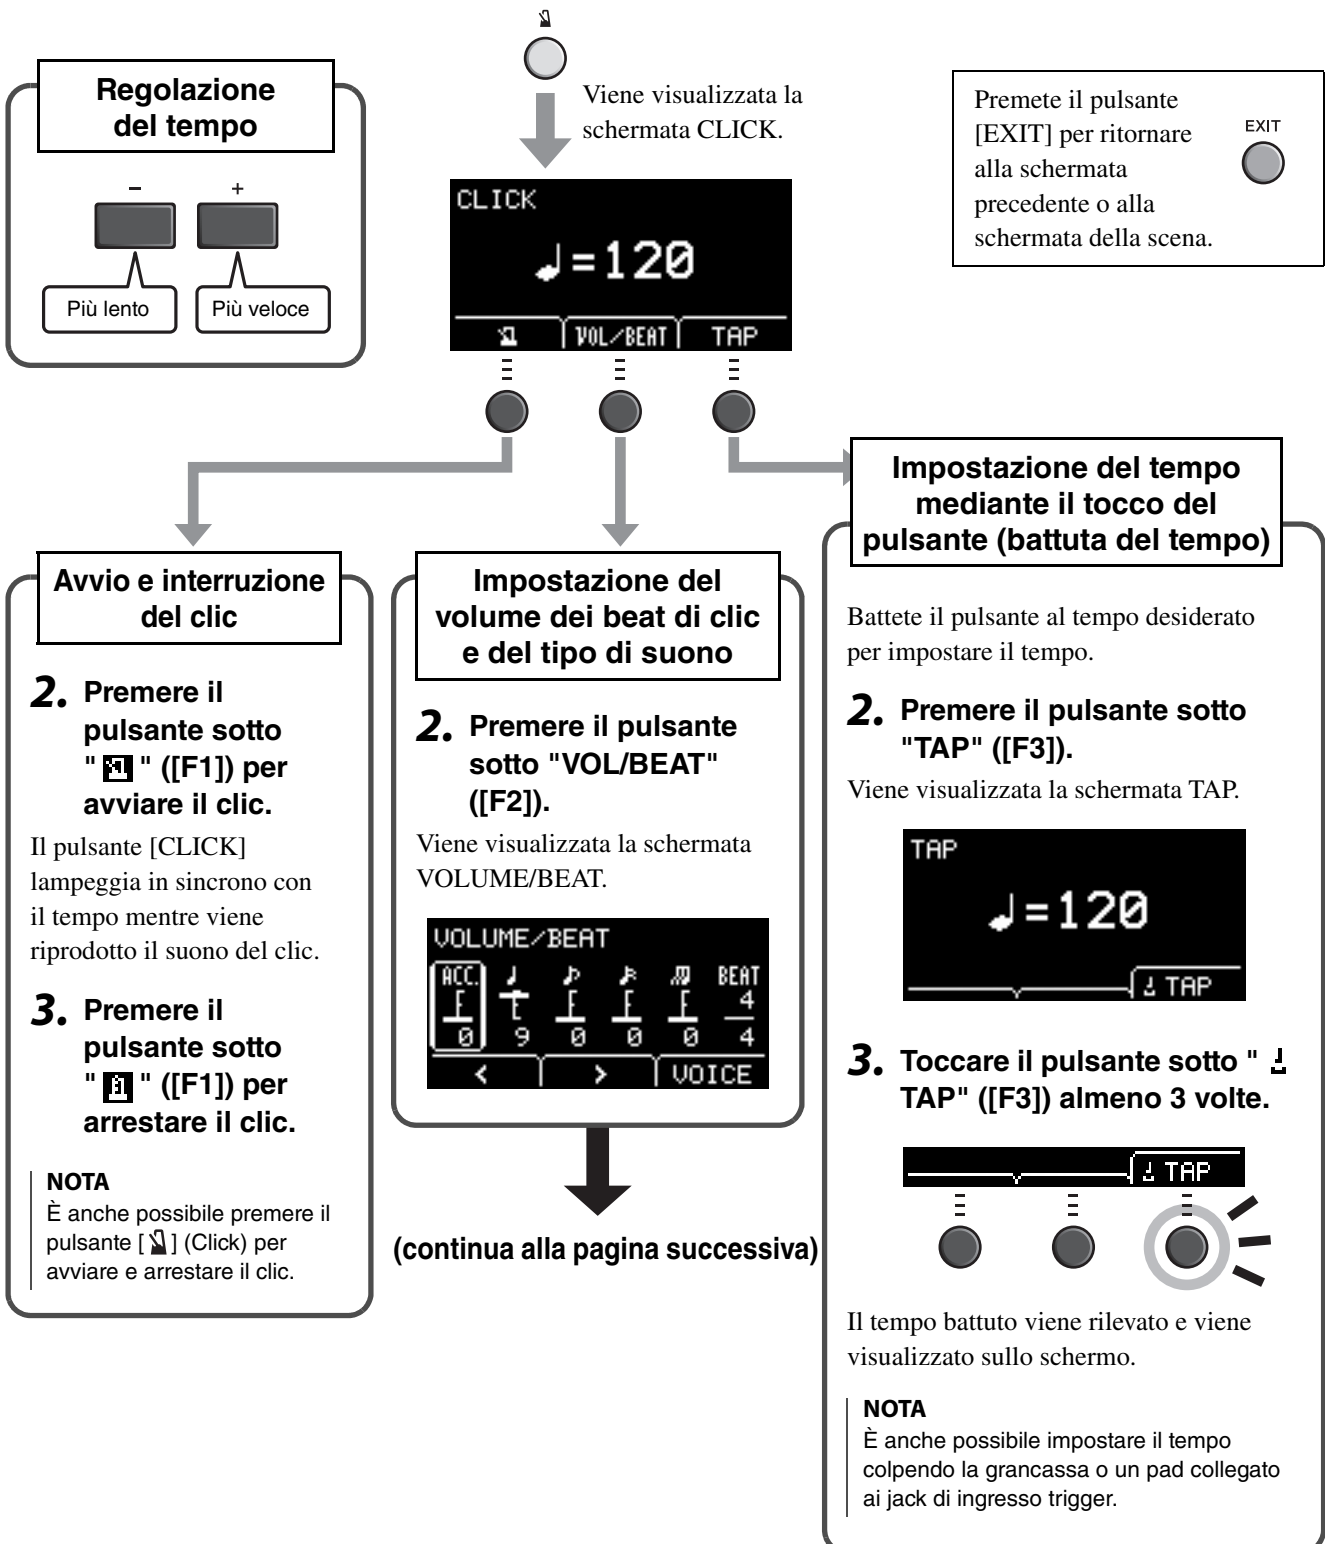 Regolazione
del tempo
–
+
Più lento
Più veloce
Viene visualizzata la
schermata CLICK.
CLICK
♩=120
VOL/BEAT
TAP
Premete il pulsante
[EXIT] per ritornare
alla schermata
precedente o alla
schermata della scena.
EXIT
Avvio e interruzione
del clic
2. Premere il
pulsante sotto
" " ([F1]) per
avviare il clic.
Il pulsante [CLICK]
lampeggia in sincrono con
il tempo mentre viene
riprodotto il suono del clic.
3. Premere il
pulsante sotto
" " ([F1]) per
arrestare il clic.
NOTA
È anche possibile premere il
pulsante [ ] (Click) per
avviare e arrestare il clic.
Impostazione del
volume dei beat di clic
e del tipo di suono
2. Premere il pulsante
sotto "VOL/BEAT"
([F2]).
Viene visualizzata la schermata
VOLUME/BEAT.
VOLUME/BEAT
ACC. BEAT
4
0 9 0 0 0 4
< > VOICE
(continua alla pagina successiva)
Impostazione del tempo
mediante il tocco del
pulsante (battuta del tempo)
Battete il pulsante al tempo desiderato
per impostare il tempo.
2. Premere il pulsante sotto
"TAP" ([F3]).
Viene visualizzata la schermata TAP.
TAP
♩=120
TAP
3. Toccare il pulsante sotto "
TAP" ([F3]) almeno 3 volte.
TAP
Il tempo battuto viene rilevato e viene
visualizzato sullo schermo.
NOTA
È anche possibile impostare il tempo
colpendo la grancassa o un pad collegato
ai jack di ingresso trigger.